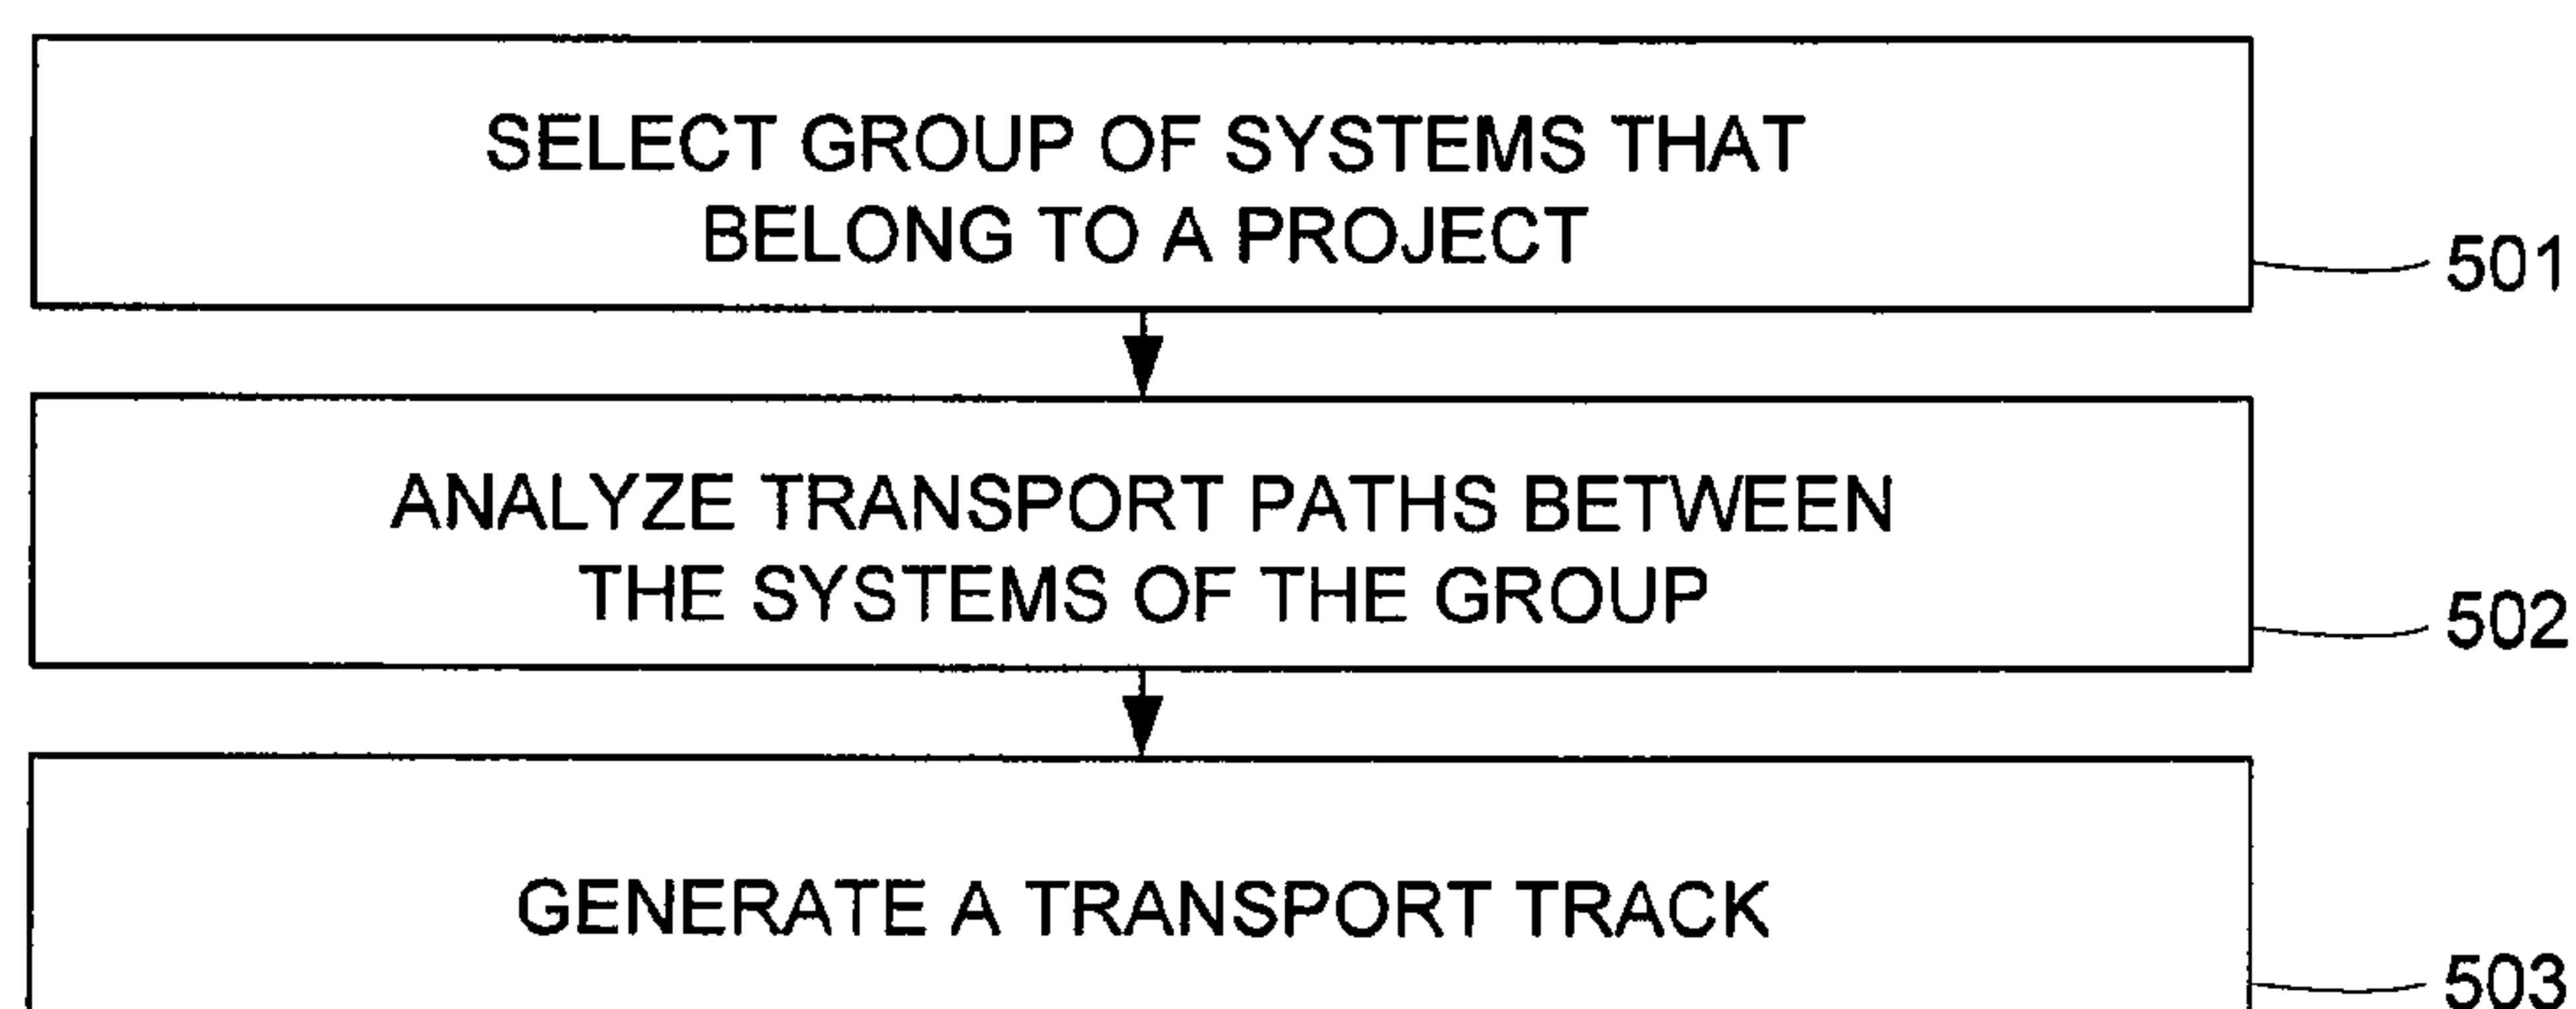 SELECT GROUP OF SYSTEMS THAT
BELONG TO A PROJECT
501
ANALYZE TRANSPORT PATHS BETWEEN
THE SYSTEMS OF THE GROUP
502
GENERATE A TRANSPORT TRACK
503